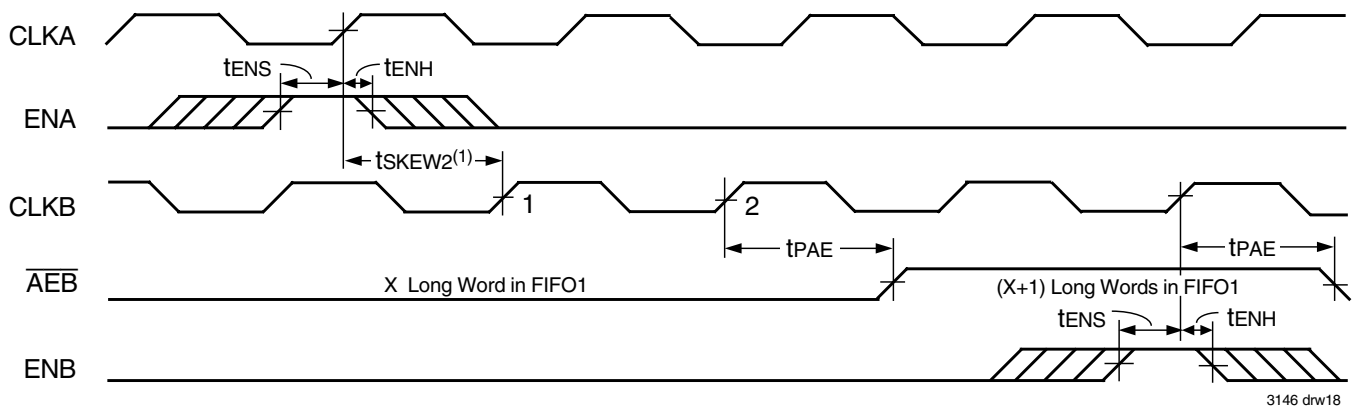 CLKA
tENS tENH
ENA
tSKEW2(1)
CLKB
1
2
tPAE
tPAE
AEB
X Long Word in FIFO1
(X+1) Long Words in FIFO1
tENS tENH
ENB
3146 drw18